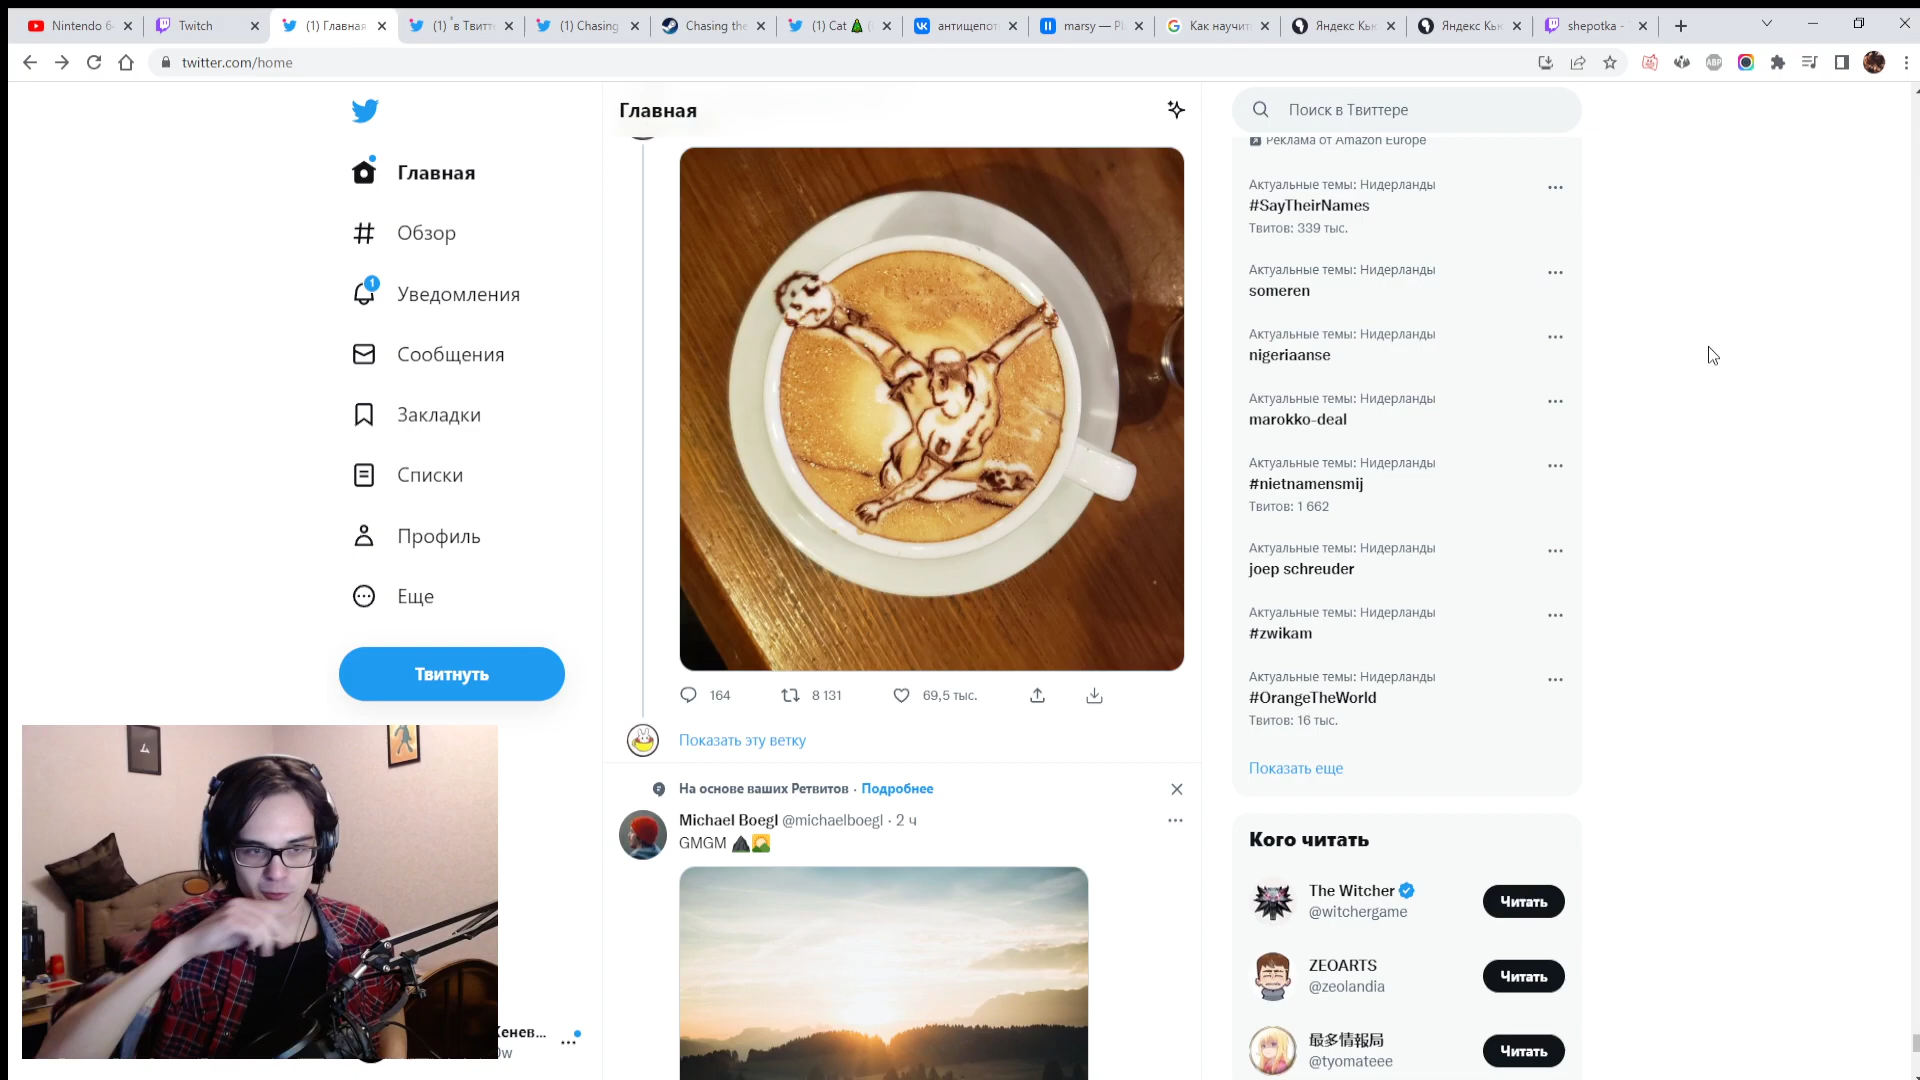 Nintendo 6
Twitch
(1) Главная
(1) "в Твитт
(1) Chasing
Chasing the
(1) Cat
антищепот
marsy — Pl
Как научит
Яндекс Кью
Яндекс Кью
shepotka -
twitter.com/home
ABP
Главная
Обзор
1
Уведомления
Сообщения
Закладки
Списки
Профиль
Еще
Твитнуть
Главная
164
8 131
69,5 тыс.
Показать эту ветку
На основе ваших Ретвитов · Подробнее
Michael Boegl @michaelboegl · 2 ч
GMGM
Поиск в Твиттере
Реклама от Amazon Europe
Актуальные темы: Нидерланды
#SayTheirNames
Твитов: 339 тыс.
Актуальные темы: Нидерланды
someren
Актуальные темы: Нидерланды
nigeriaanse
Актуальные темы: Нидерланды
marokko-deal
Актуальные темы: Нидерланды
#nietnamensmij
Твитов: 1 662
Актуальные темы: Нидерланды
joep schreuder
Актуальные темы: Нидерланды
#zwikam
Актуальные темы: Нидерланды
#OrangeTheWorld
Твитов: 16 тыс.
Показать еще
Кого читать
The Witcher
@witchergame
Читать
ZEOARTS
@zeolandia
Читать
最多情報局
@tyomateee
Читать